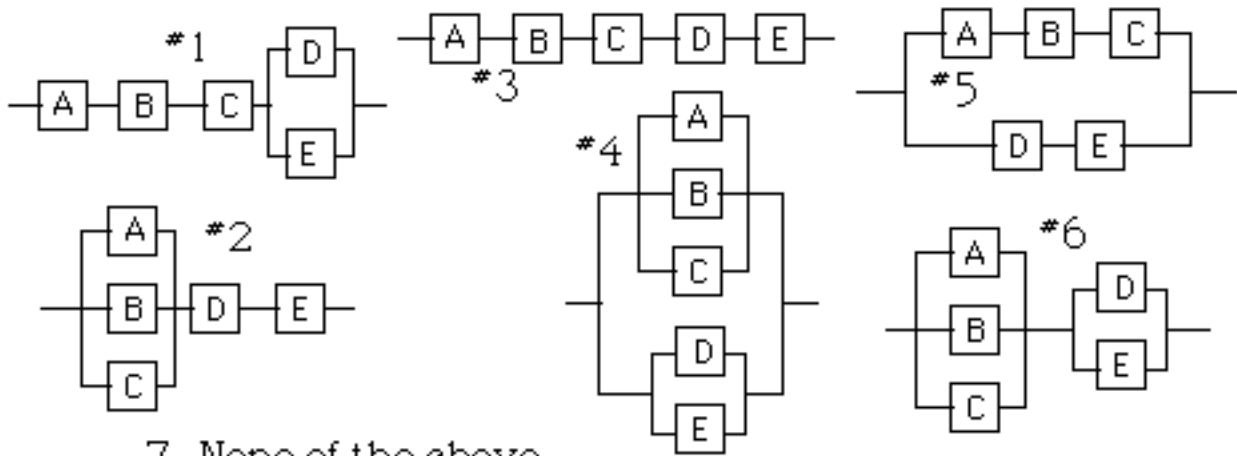 #1
A B C D E
#2
A B C D E
#3
A B C D E
#4
A B C D E
#5
A B C D E
#6
A B C D E
7. None of the above